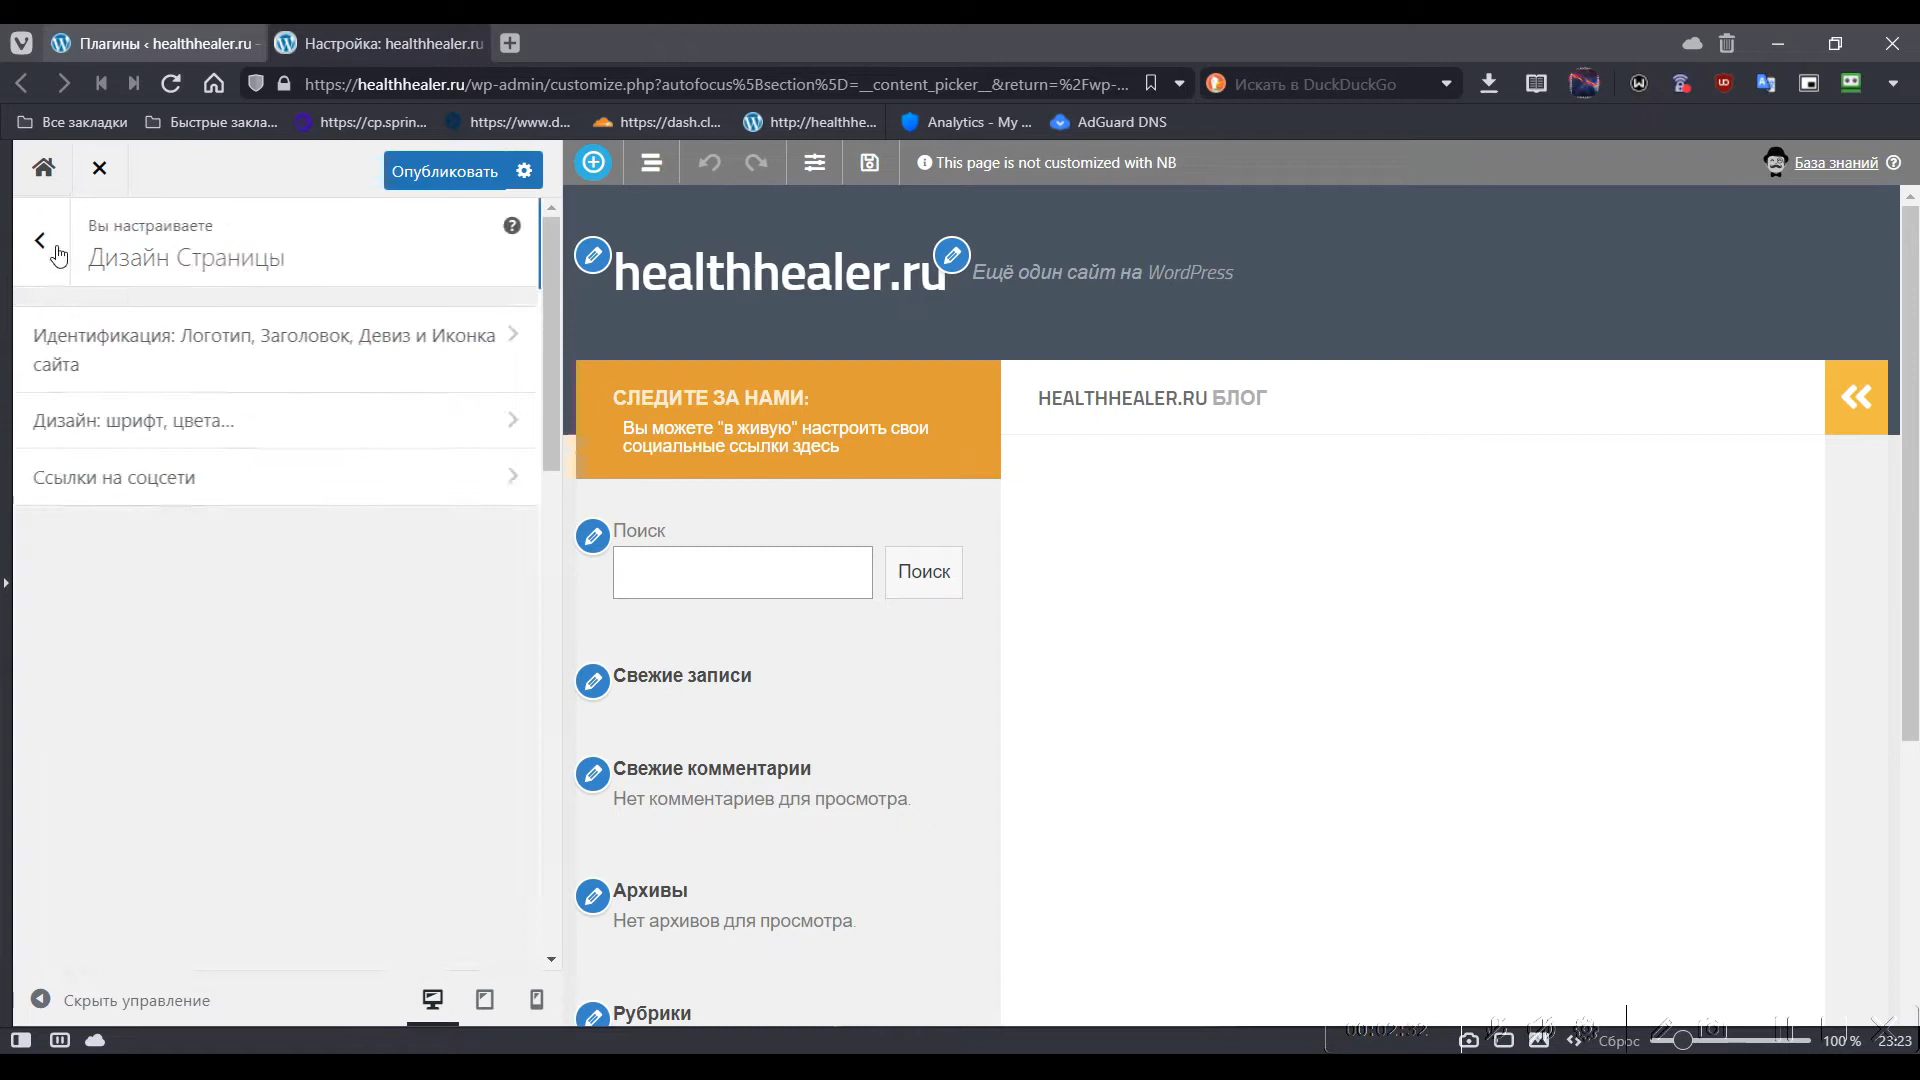 Плагины ‹ healthhealer.ru -
Настройка: healthhealer.ru
https://healthhealer.ru/wp-admin/customize.php?autofocus%5Bsection%5D=__content_picker__&return=%2Fwp-...
Искать в DuckDuckGo
Все закладки
Быстрые закла...
https://cp.sprin...
https://www.d...
https://dash.cl...
http://healthhe...
Analytics - My ...
AdGuard DNS
Опубликовать
This page is not customized with NB
База знаний
Вы настраиваете
Дизайн Страницы
Идентификация: Логотип, Заголовок, Девиз и Иконка
сайта
Дизайн: шрифт, цвета...
Ссылки на соцсети
healthhealer.ru
Ещё один сайт на WordPress
СЛЕДИТЕ ЗА НАМИ:
Вы можете "в живую" настроить свои
социальные ссылки здесь
HEALTHHEALER.RU БЛОГ
Поиск
Поиск
Свежие записи
Свежие комментарии
Нет комментариев для просмотра.
Архивы
Нет архивов для просмотра.
Рубрики
Скрыть управление
00:02:32
Сброс
100 %
23:23